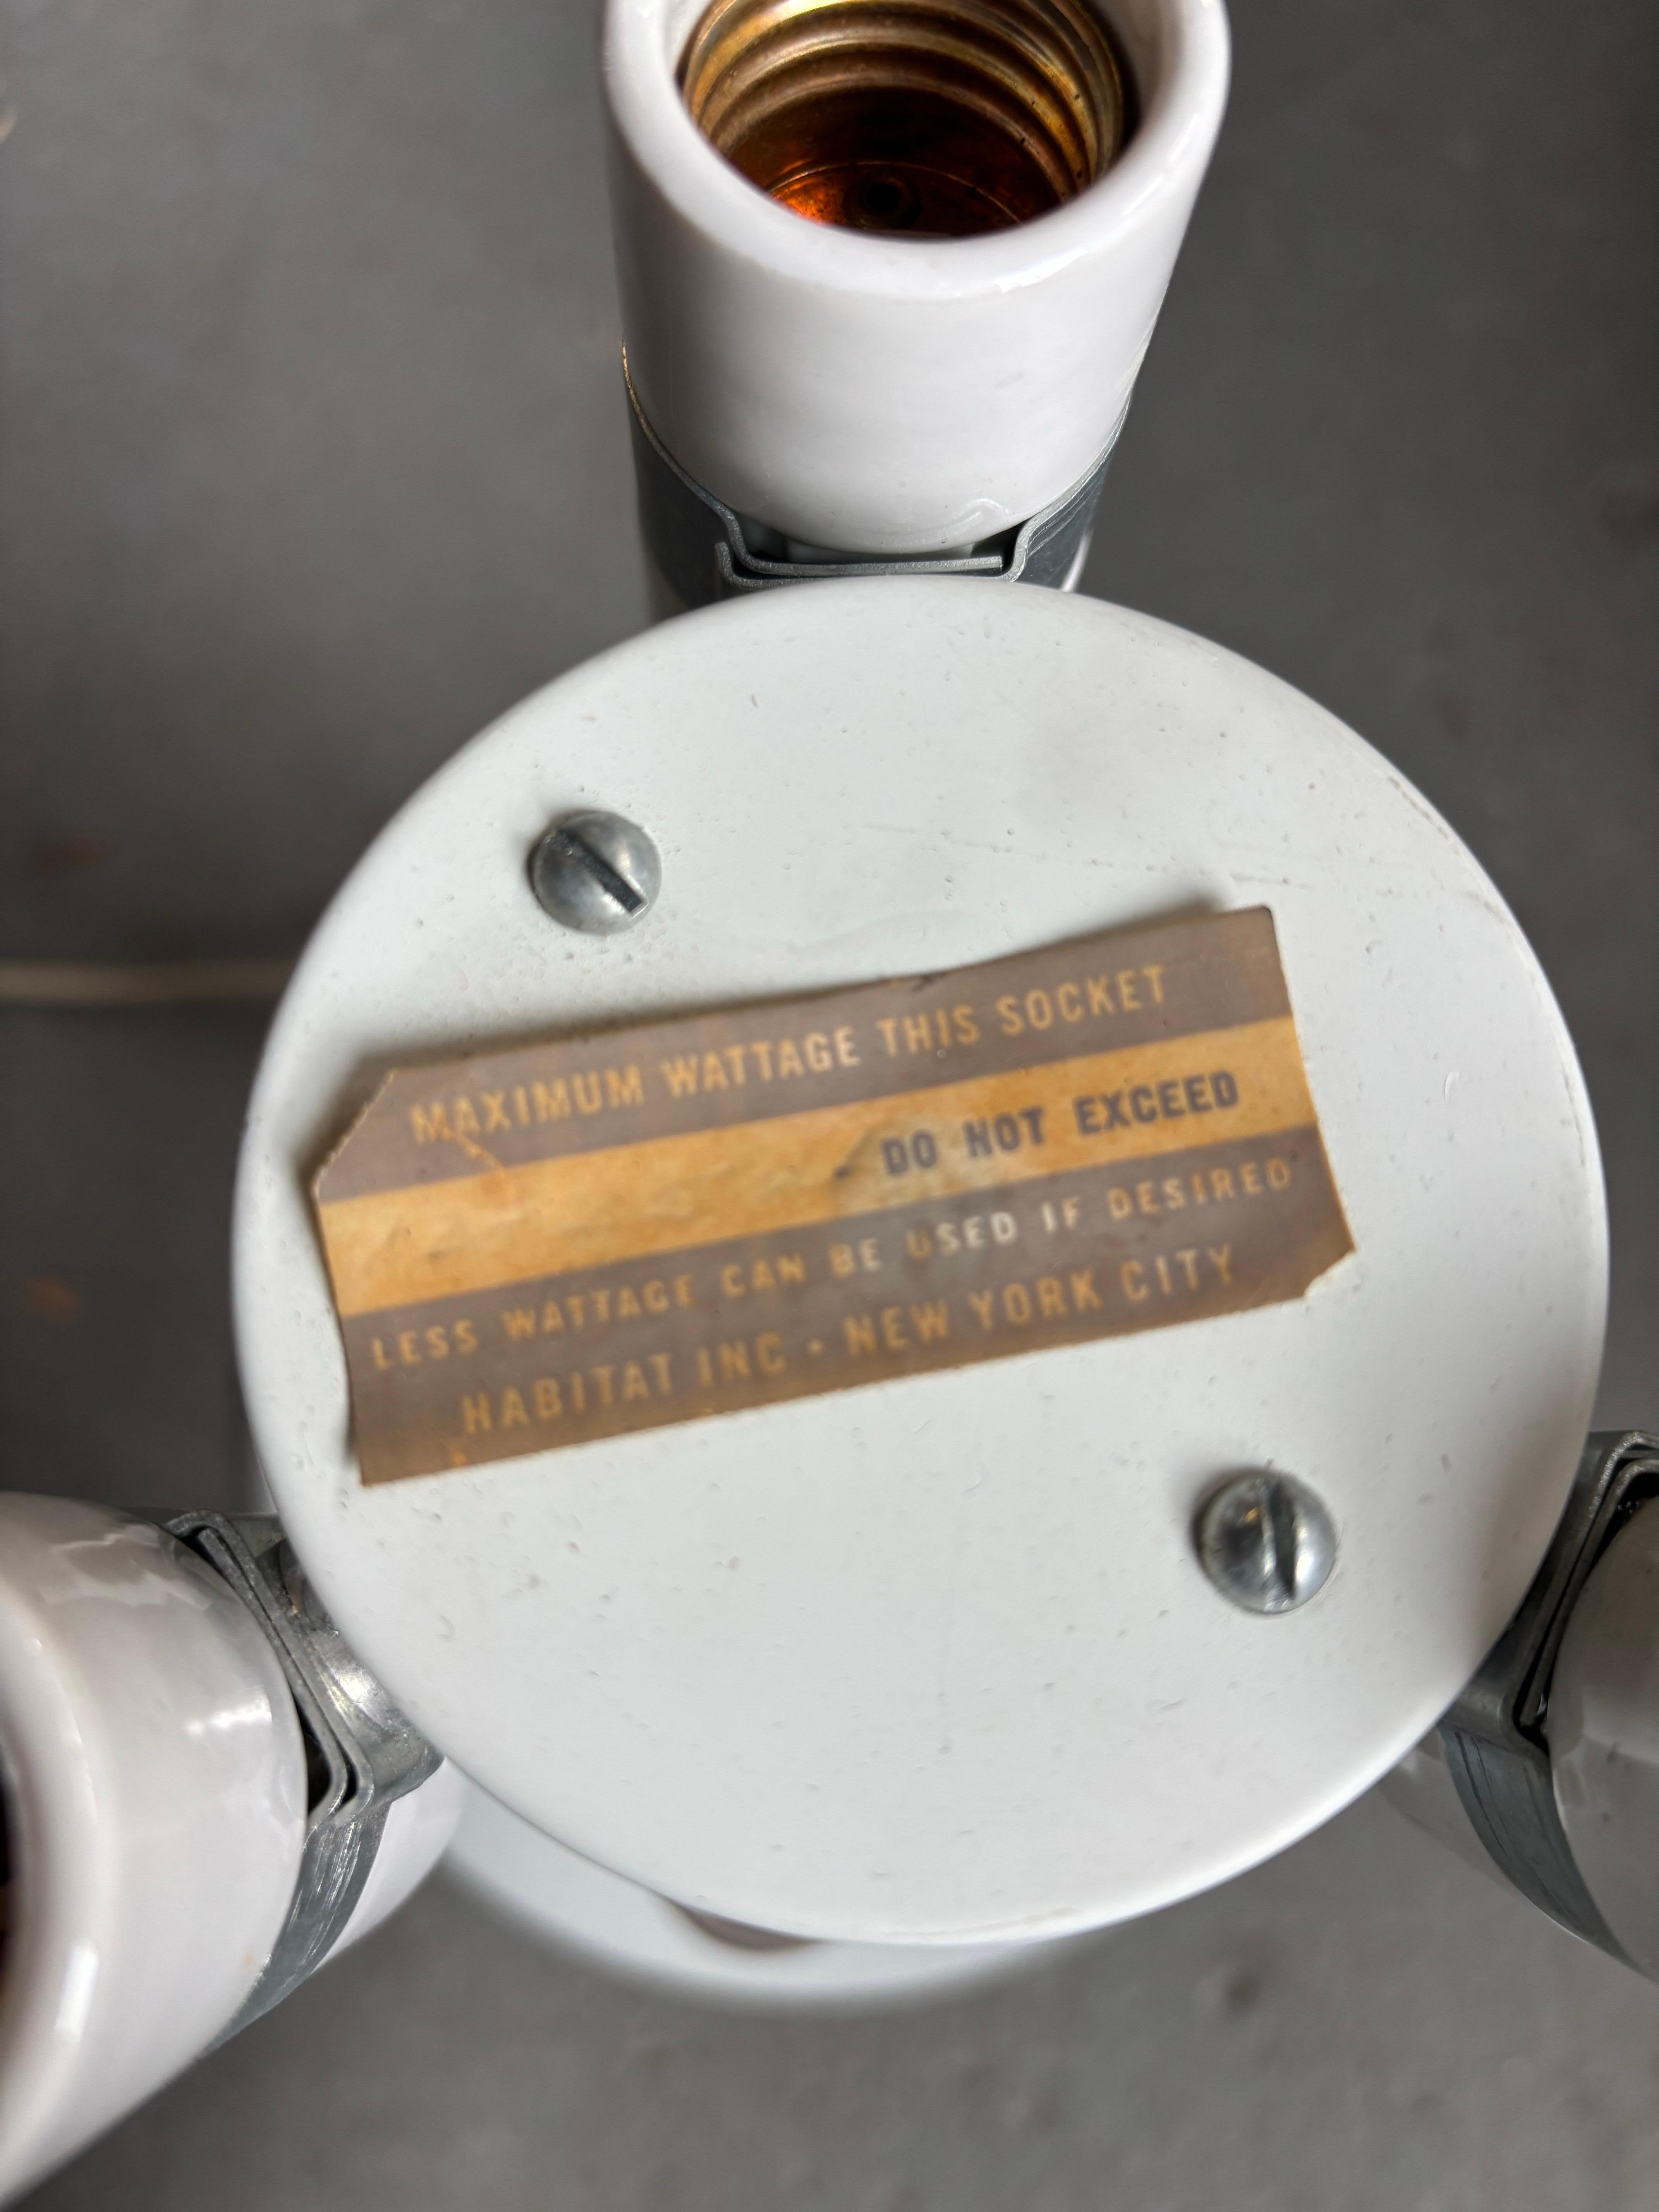 MAXIMUM WATTAGE THIS SOCKET
DO NOT EXCEED
LESS WATTAGE CAN BE USED IF DESIRED
HABITAT INC - NEW YORK CITY